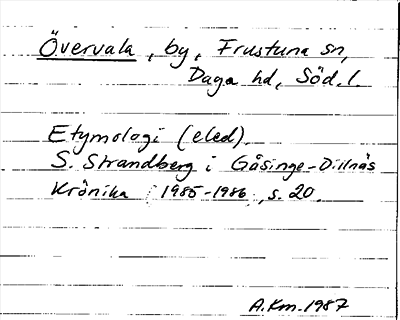 Övervala, by, Frustuna sn,
Daga hd, Söd. l.
Etymologi (eled).
S. Strandberg i Gåsinge-Dillnäs
Krönika 1985-1986, s. 20.
A.Km. 1987